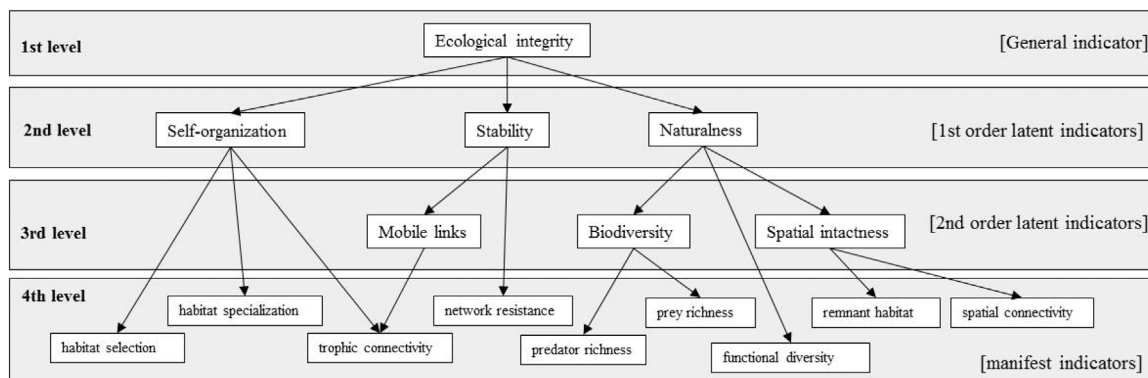 Ecological integrity
1st level
[General indicator]
2nd level
Self-organization
Stability
Naturalness
[1st order latent indicators]
3rd level
Mobile links
Biodiversity
Spatial intactness
[2nd order latent indicators]
4th level
habitat specialization
network resistance
prey richness
remnant habitat
spatial connectivity
habitat selection
trophic connectivity
predator richness
functional diversity
[manifest indicators]